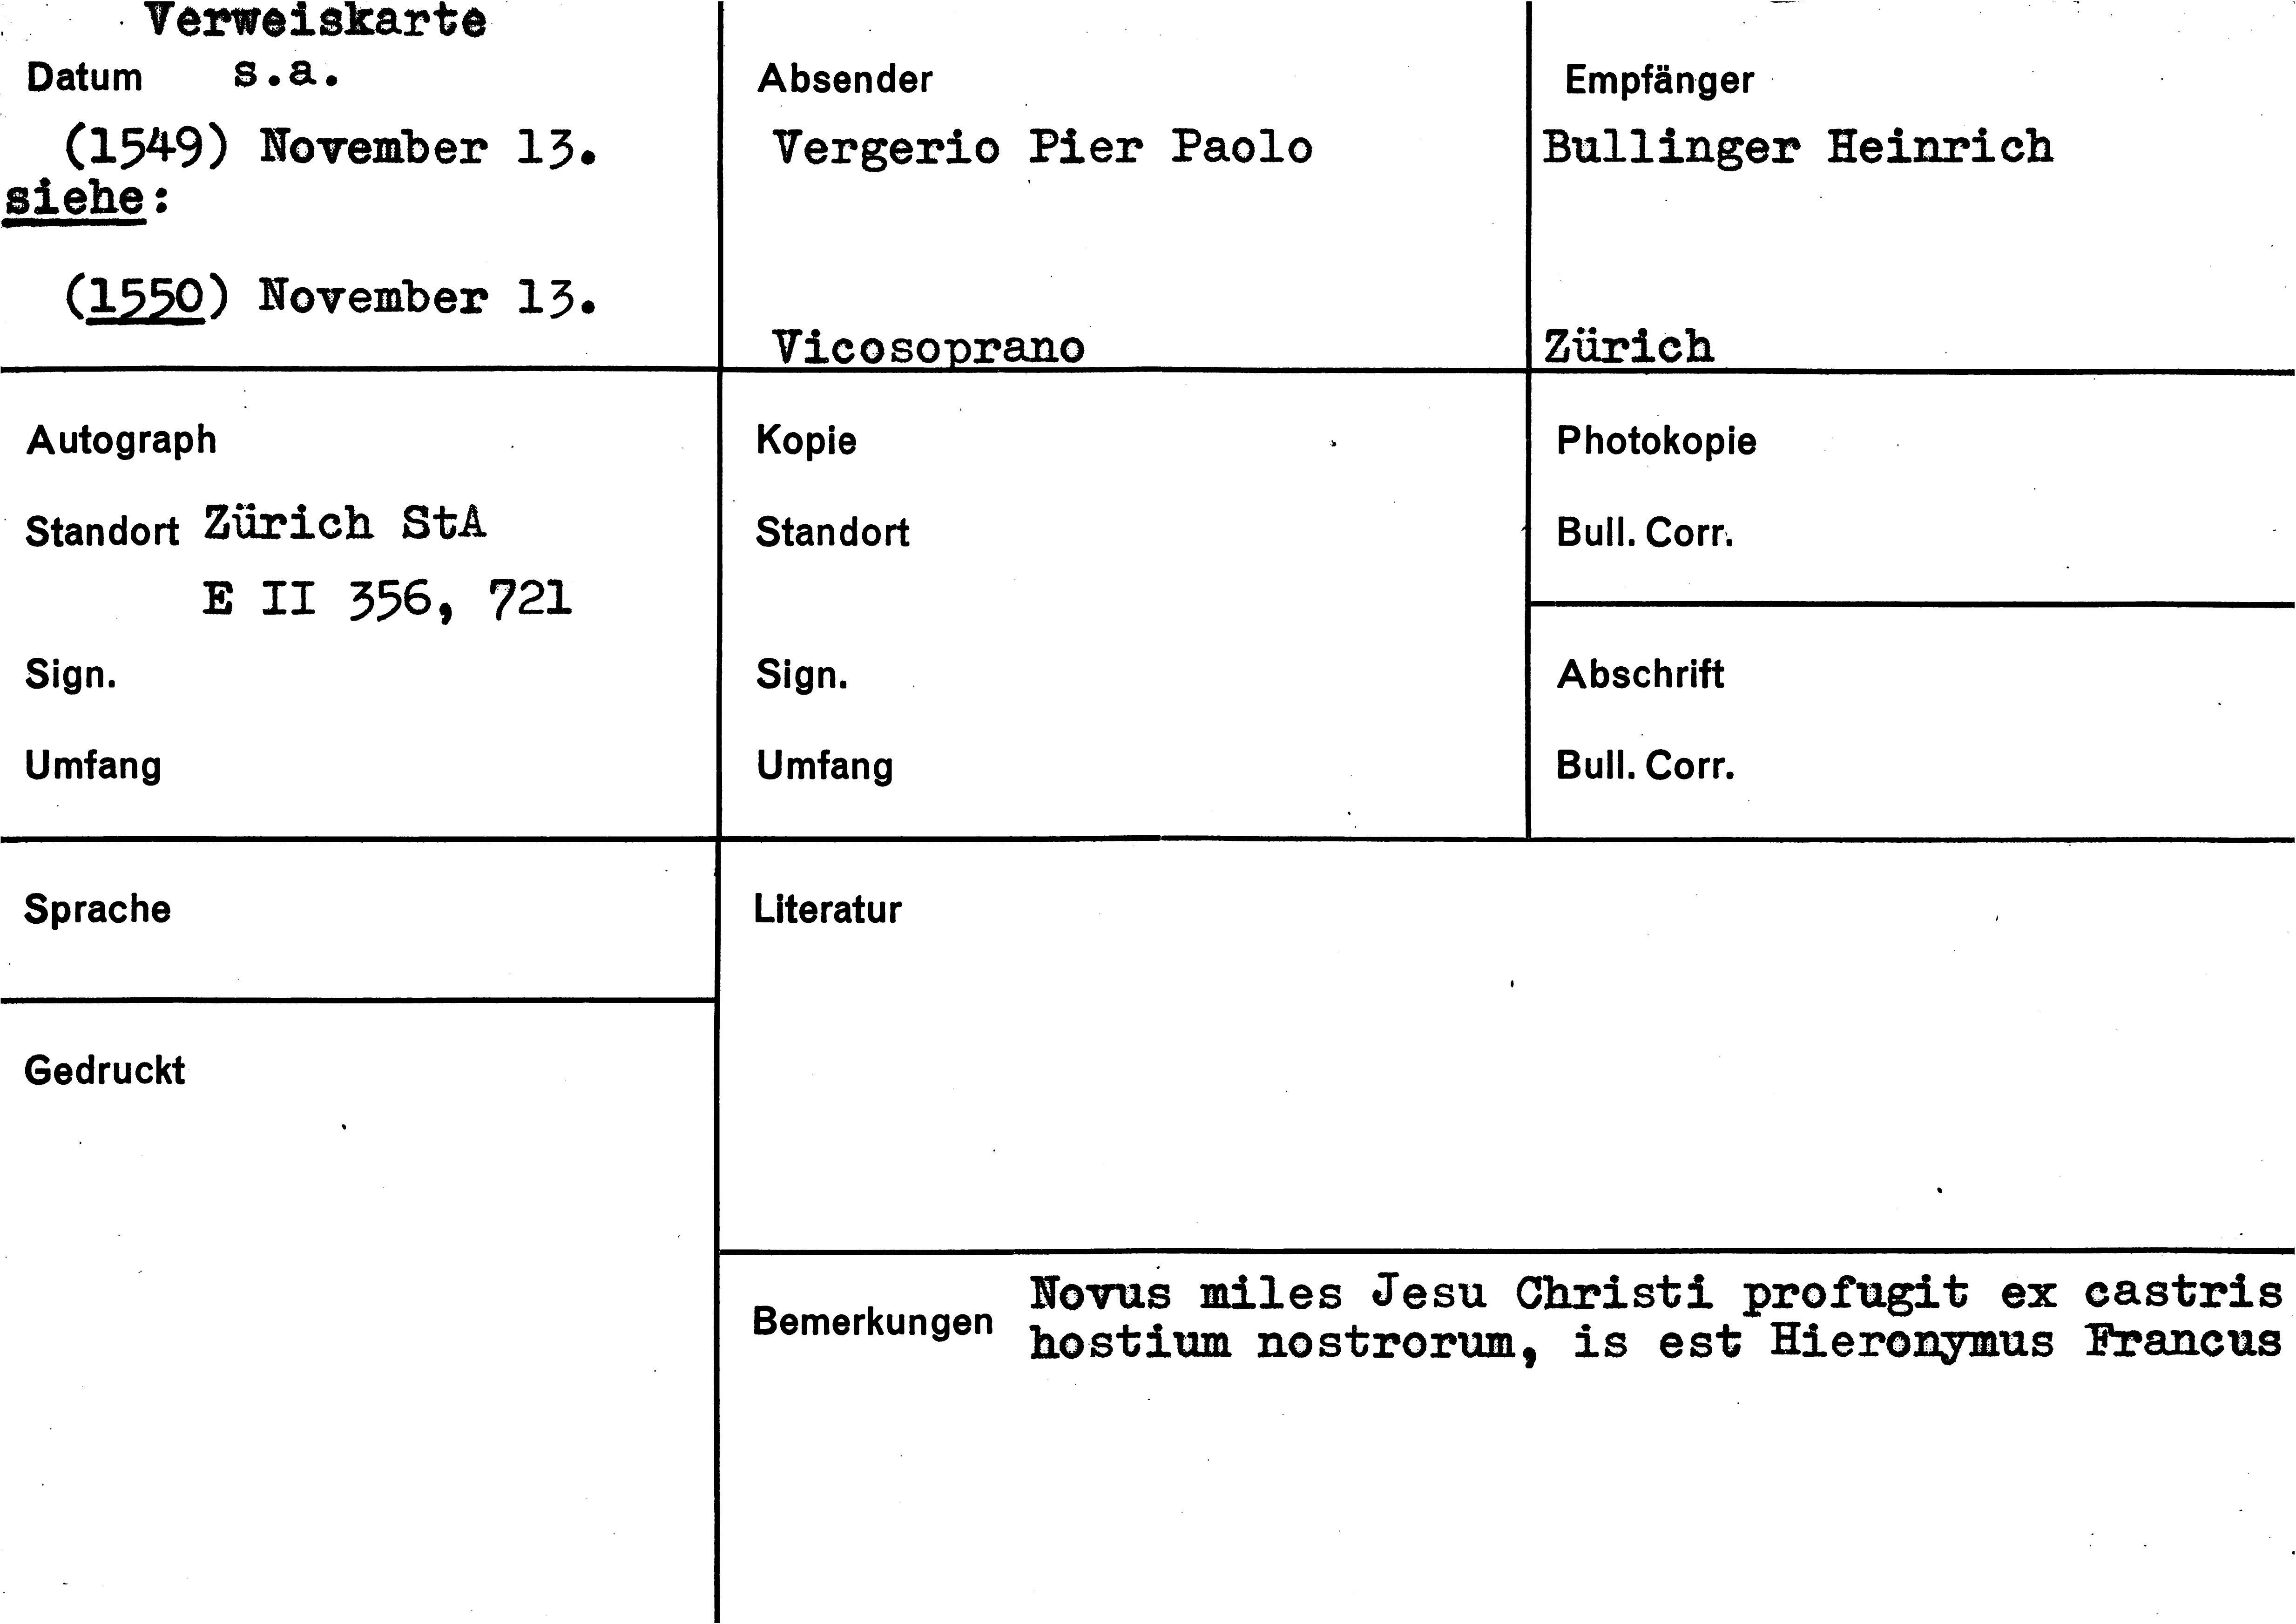 Verweiskarte
Datum s.a.
(1549) November 13.
siehe:
(1550) November 13.
Absender
Vergerio Pier Paolo
Vicosoprano
Empfänger
Bullinger Heinrich
Zürich
Autograph
Standort Zürich StA
E II 356, 721
Sign.
Umfang
Kopie
Standort
Sign.
Umfang
Photokopie
Bull. Corr.
Abschrift
Bull. Corr.
Sprache
Gedruckt
Literatur
Bemerkungen Novus miles Jesu Christi profugit ex castris
hostium nostrorum, is est Hieronymus Francus